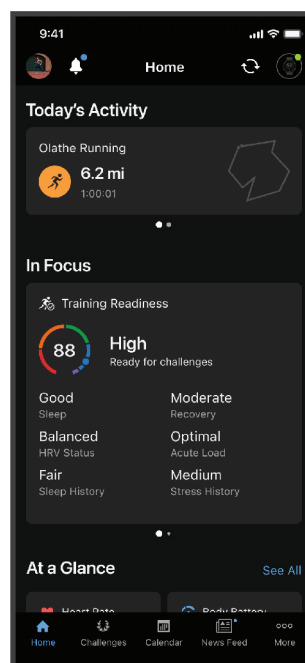 9:41
Home
Today's Activity
Olathe Running
6.2 mi
1:00:01
In Focus
Training Readiness
88
High
Ready for challenges
Good
Sleep
Moderate
Recovery
Balanced
HRV Status
Optimal
Acute Load
Fair
Sleep History
Medium
Stress History
At a Glance
See All
Heart Rate
Body Battery
Home
Challenges
Calendar
News Feed
More